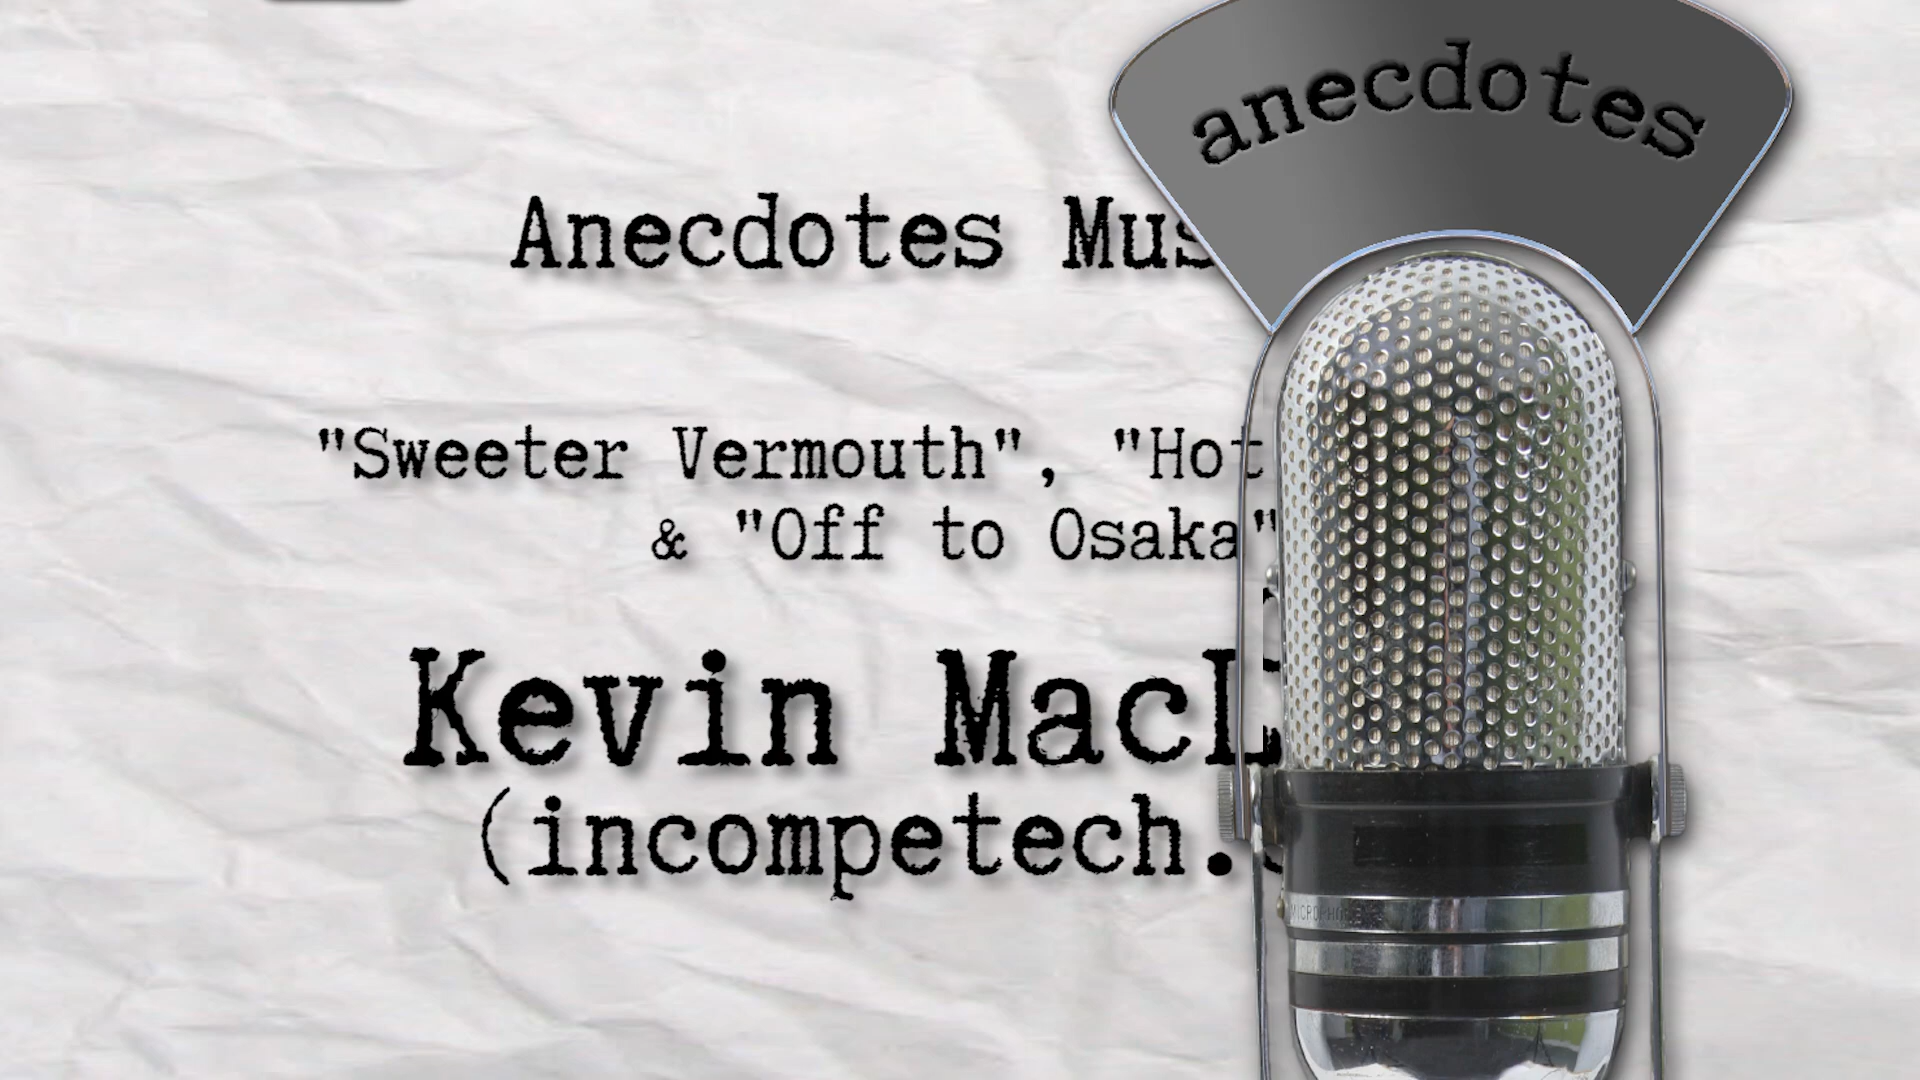 anecdotes
Anecdotes Mus
"Sweeter Vermouth", "Hot
& "Off to Osaka"
Kevin MacL
(incompetech.